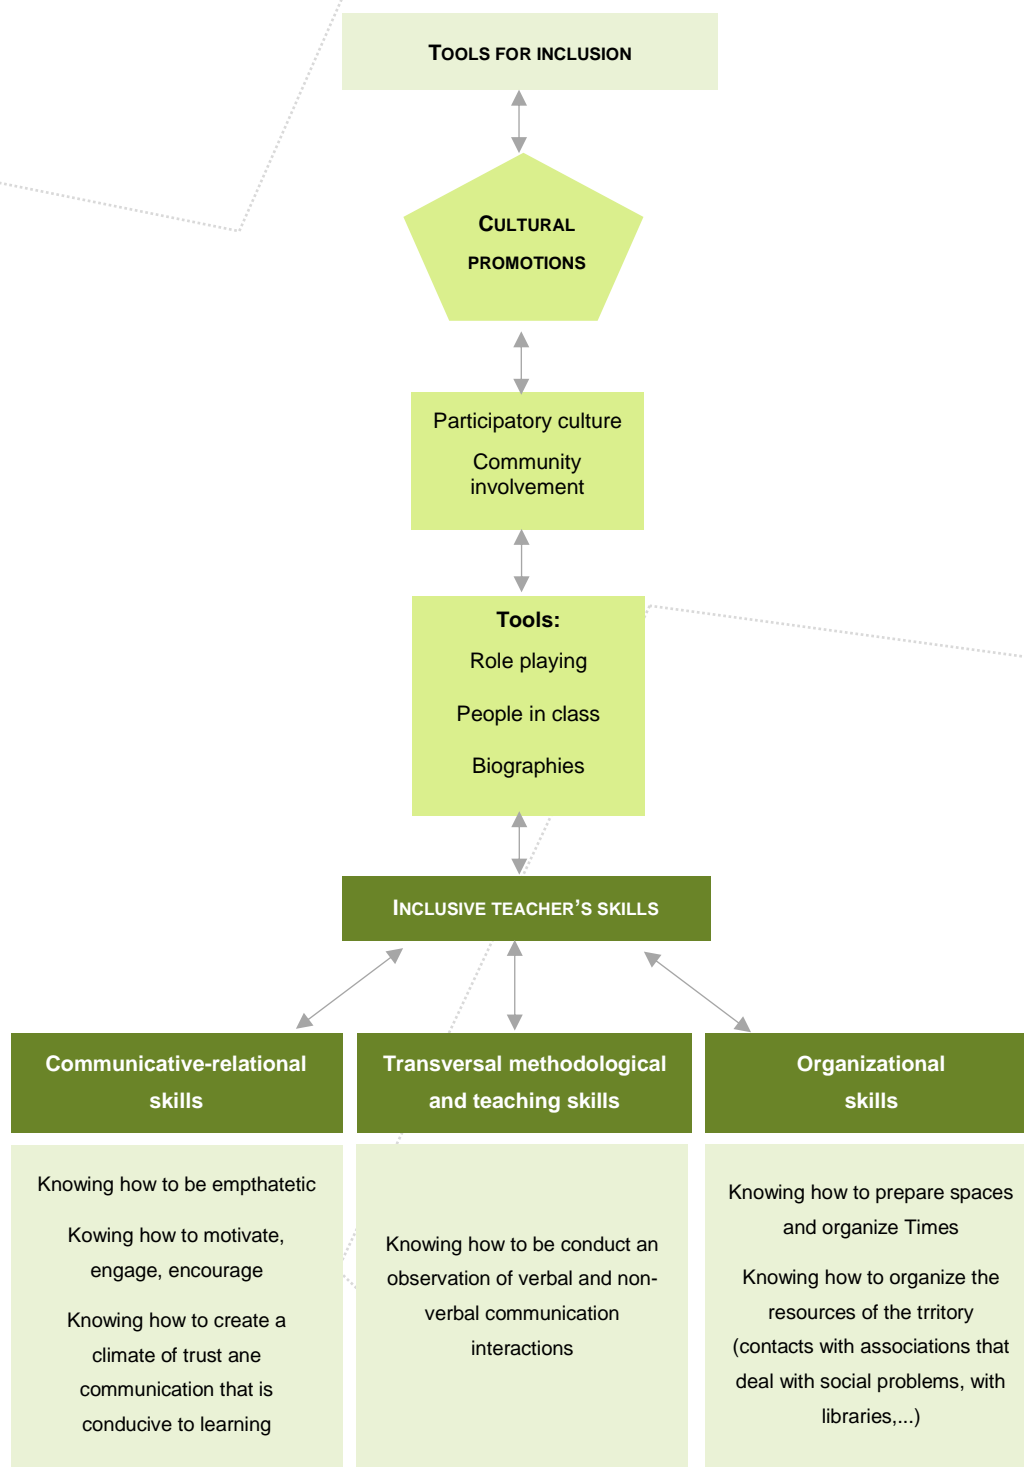 TOOLS FOR INCLUSION
CULTURAL
PROMOTIONS
Participatory culture
Community
involvement
Tools:
Role playing
People in class
Biographies
INCLUSIVE TEACHER’S SKILLS
Communicative-relational
skills
Knowing how to be empthatetic
Kowing how to motivate,
engage, encourage
Knowing how to create a
climate of trust ane
communication that is
conducive to learning
Transversal methodological
and teaching skills
Knowing how to be conduct an
observation of verbal and non-
verbal communication
interactions
Organizational
skills
Knowing how to prepare spaces
and organize Times
Knowing how to organize the
resources of the trritory
(contacts with associations that
deal with social problems, with
libraries,...)